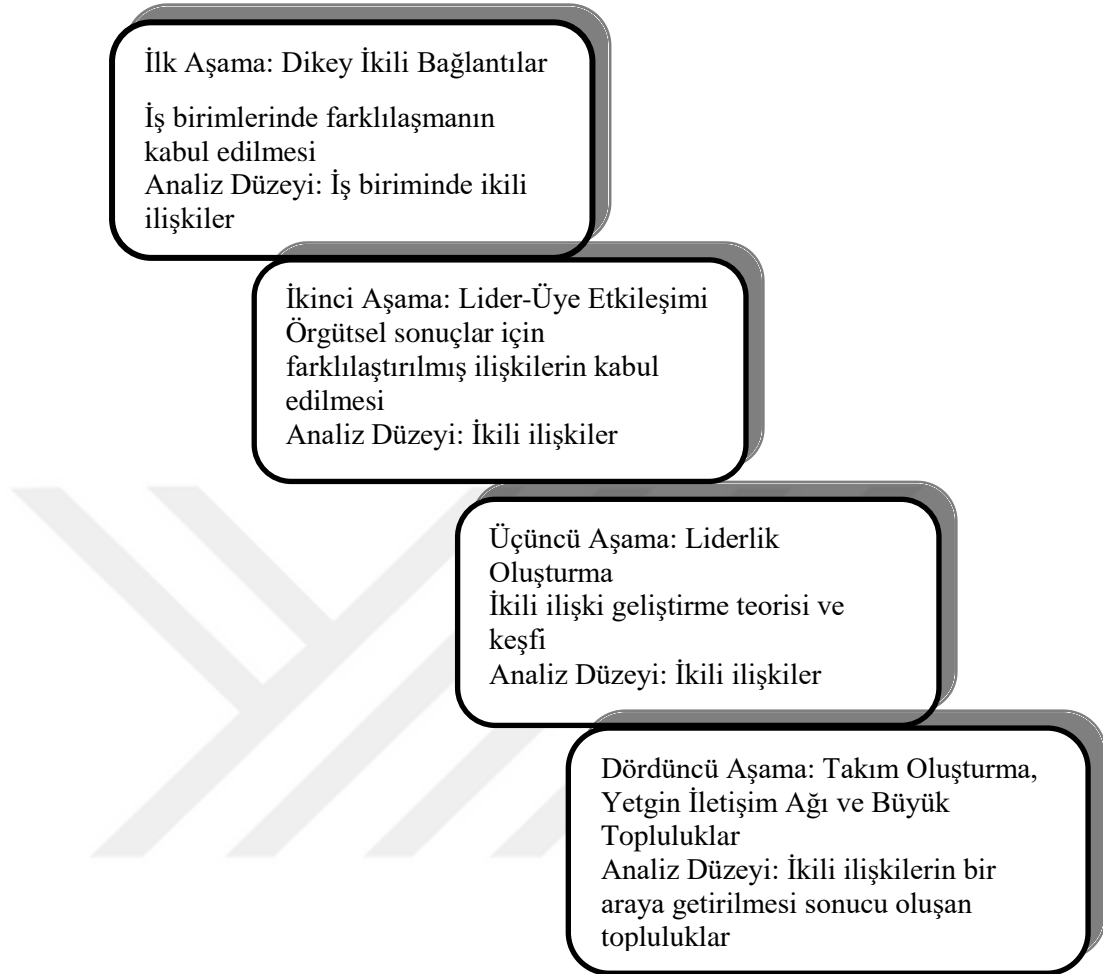 İlk Aşama: Dikey İkili Bağlantılar
İş birimlerinde farklılaşmanın
kabul edilmesi
Analiz Düzeyi: İş biriminde ikili
ilişkiler
İkinci Aşama: Lider-Üye Etkileşimi
Örgütsel sonuçlar için
farklılaştırılmış ilişkilerin kabul
edilmesi
Analiz Düzeyi: İkili ilişkiler
Üçüncü Aşama: Liderlik
Oluşturma
İkili ilişki geliştirme teorisi ve
keşfi
Analiz Düzeyi: İkili ilişkiler
Dördüncü Aşama: Takım Oluşturma,
Yetgin İletişim Ağı ve Büyük
Topluluklar
Analiz Düzeyi: İkili ilişkilerin bir
araya getirilmesi sonucu oluşan
topluluklar